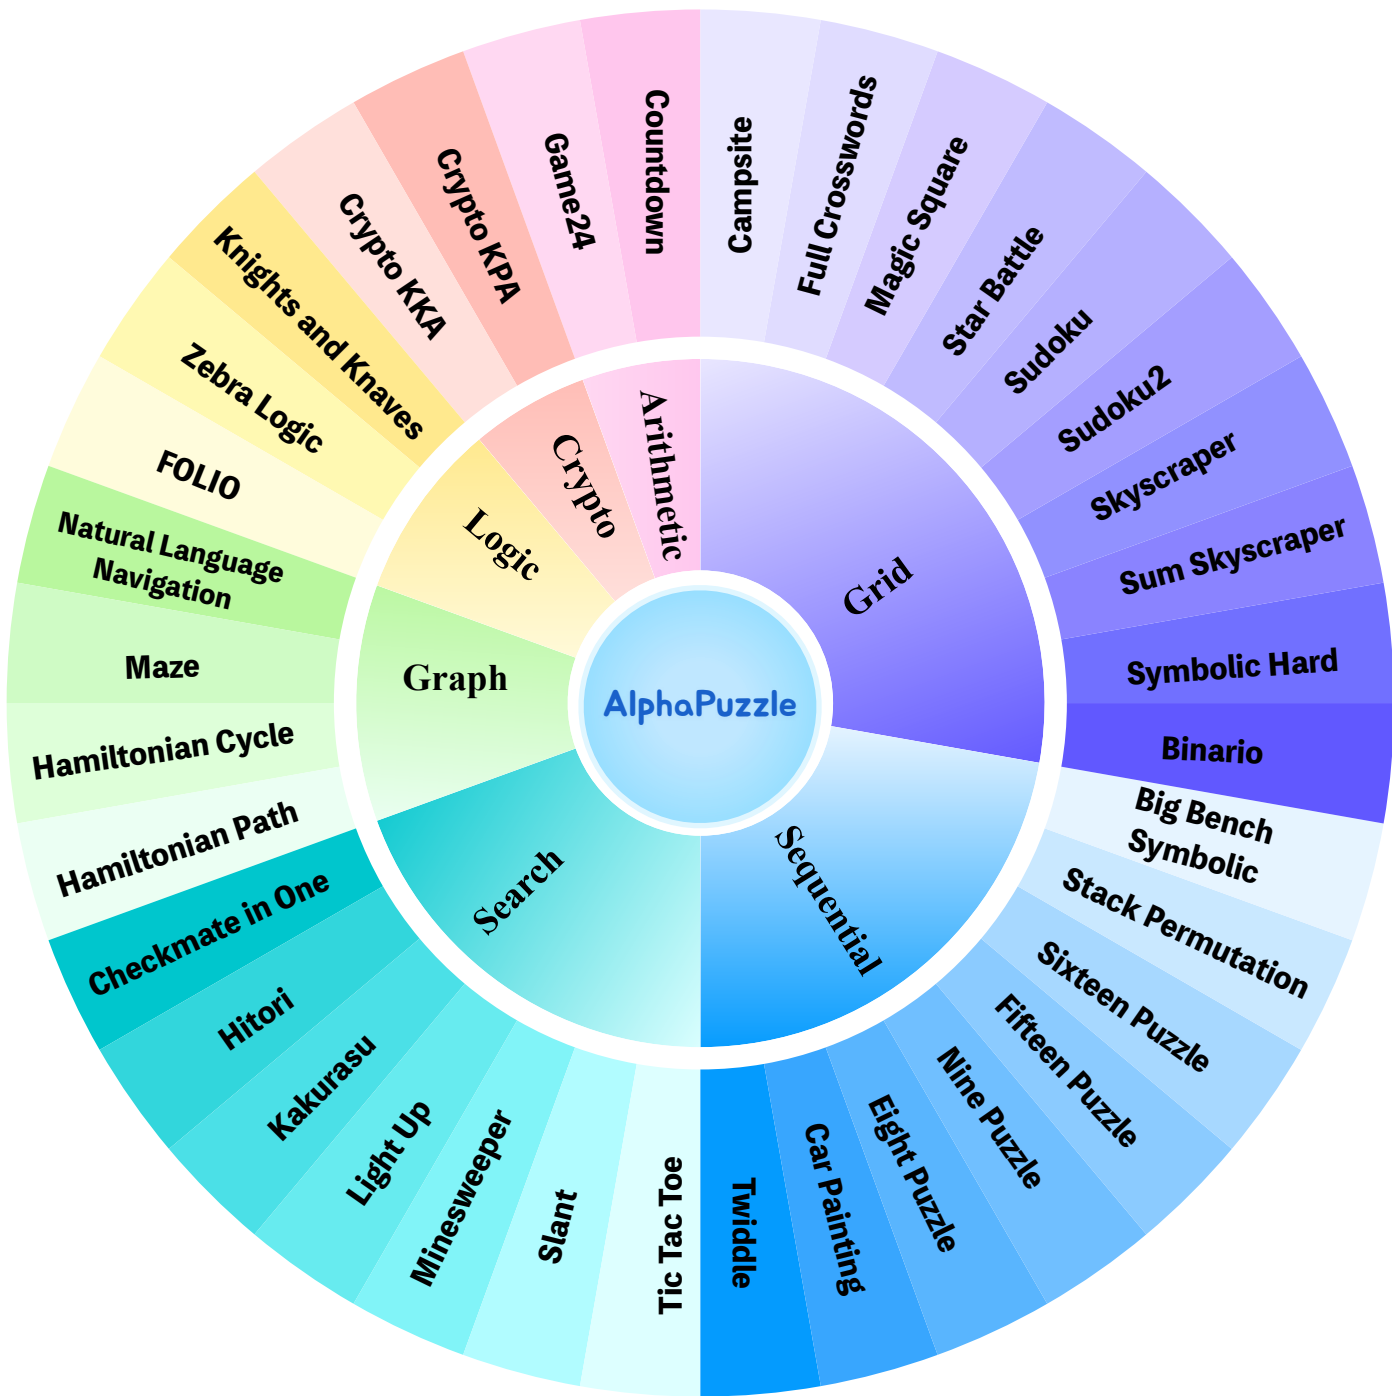 AlphaPuzzle
Grid
Sequential
Search
Graph
Logic
Crypto
Arithmetic
Campsite
Full Crosswords
Magic Square
Star Battle
Sudoku
Sudoku2
Skyscraper
Sum Skyscraper
Symbolic Hard
Binario
Big Bench
Symbolic
Stack Permutation
Sixteen Puzzle
Fifteen Puzzle
Nine Puzzle
Eight Puzzle
Car Painting
Twiddle
Tic Tac Toe
Slant
Minesweeper
Light Up
Kakurasu
Hitori
Checkmate in One
Hamiltonian Path
Hamiltonian Cycle
Maze
Natural Language
Navigation
FOLIO
Zebra Logic
Knights and Knaves
Crypto KKA
Crypto KPA
Game24
Countdown